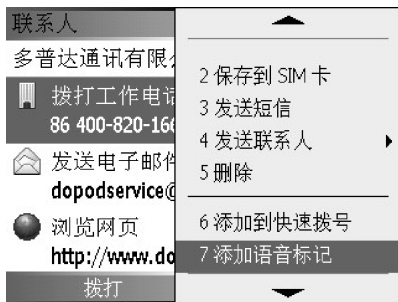 联系人
多普达通讯有限
拨打工作电话
86 400-820-16
发送电子邮件
dopodservice@
浏览网页
http://www.do
拨打
2 保存到 SIM 卡
3 发送短信
4 发送联系人
5 删除
6 添加到快速拨号
7 添加语音标记